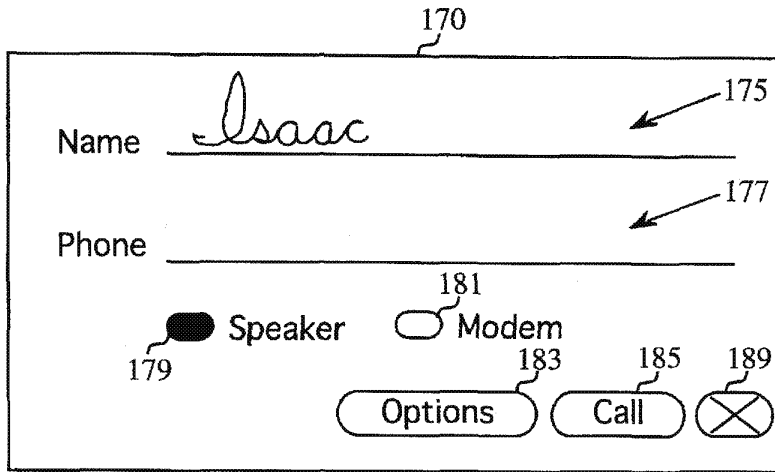 170
Name Isaac 175
Phone 177
179 Speaker 181 Modem
183 Options 185 Call 189